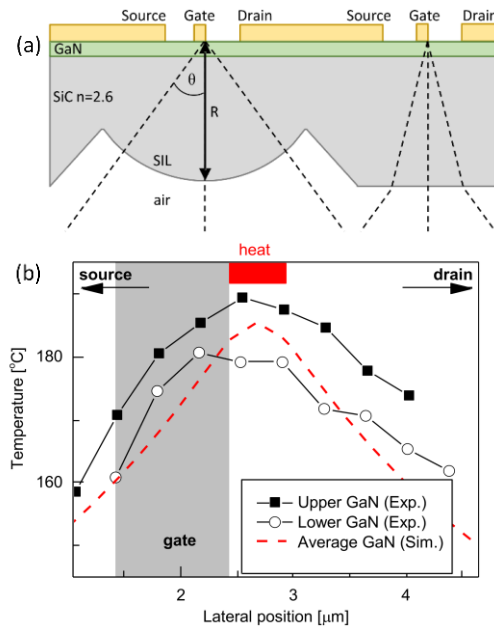 (a)
Source Gate Drain Source Gate Drain
GaN
SiC n=2.6
θ
R
SIL
air
(b)
heat
source
drain
Temperature [°C]
180
160
gate
Upper GaN (Exp.)
Lower GaN (Exp.)
Average GaN (Sim.)
2 3 4
Lateral position [μm]